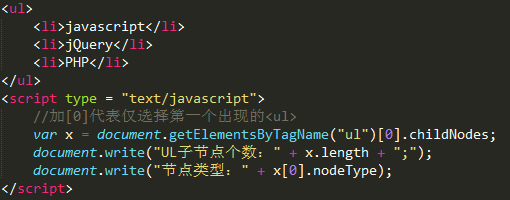 <ul>
<li>javascript</li>
<li>jQuery</li>
<li>PHP</li>
</ul>
<script type = "text/javascript">
//加[0]代表仅选择第一个出现的<ul>
var x = document.getElementsByTagName("ul")[0].childNodes;
document.write("UL子节点个数：" + x.length + ";");
document.write("节点类型：" + x[0].nodeType);
</script>